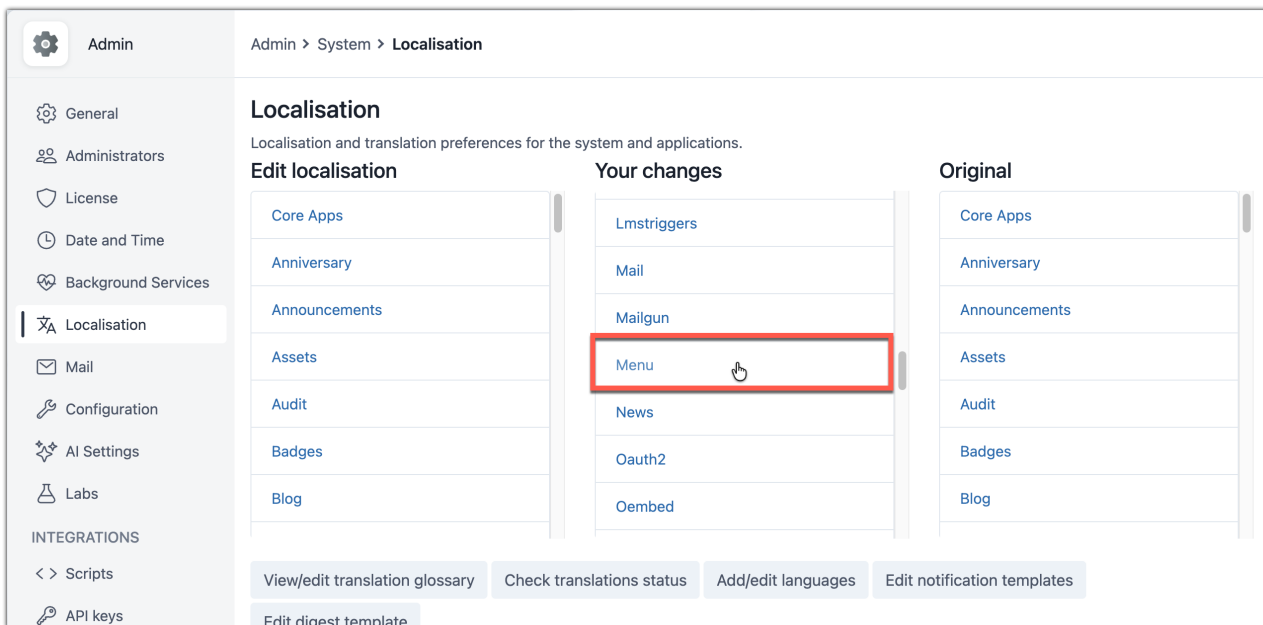 Admin
Admin > System > Localisation
General
Administrators
License
Date and Time
Background Services
Localisation
Mail
Configuration
AI Settings
Labs
INTEGRATIONS
Scripts
API keys
Localisation
Localisation and translation preferences for the system and applications.
Edit localisation
Core Apps
Anniversary
Announcements
Assets
Audit
Badges
Blog
Your changes
Lmstriggers
Mail
Mailgun
Menu
News
Oauth2
Oembed
Original
Core Apps
Anniversary
Announcements
Assets
Audit
Badges
Blog
View/edit translation glossary
Check translations status
Add/edit languages
Edit notification templates
Edit digest template